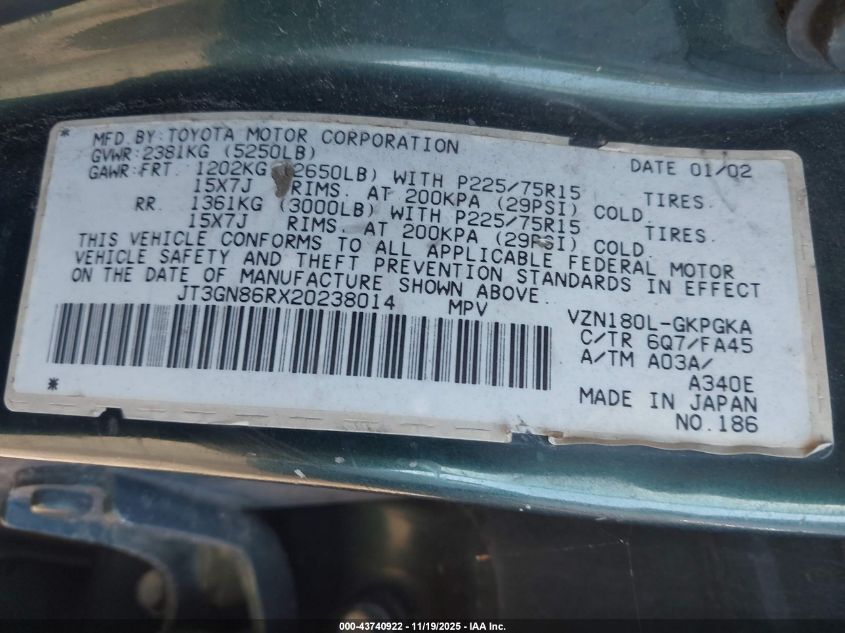 * MFD. BY: TOYOTA MOTOR CORPORATION
GVWR: 2381KG (5250LB) DATE 01/02
GAWR: FRT. 1202KG (2650LB) WITH P225/75R15 TIRES.
15X7J RIMS. AT 200KPA (29PSI) COLD.
RR. 1361KG (3000LB) WITH P225/75R15 TIRES.
15X7J RIMS. AT 200KPA (29PSI) COLD.
THIS VEHICLE CONFORMS TO ALL APPLICABLE FEDERAL MOTOR
VEHICLE SAFETY AND THEFT PREVENTION STANDARDS IN EFFECT
ON THE DATE OF MANUFACTURE SHOWN ABOVE.
JT3GN86RX20238014 MPV
VZN180L-GKPGKA
C/TR 6Q7/FA45
A/TM A03A/
A340E
* MADE IN JAPAN
NO.186
000-43740922 - 11/19/2025 - IAA Inc.